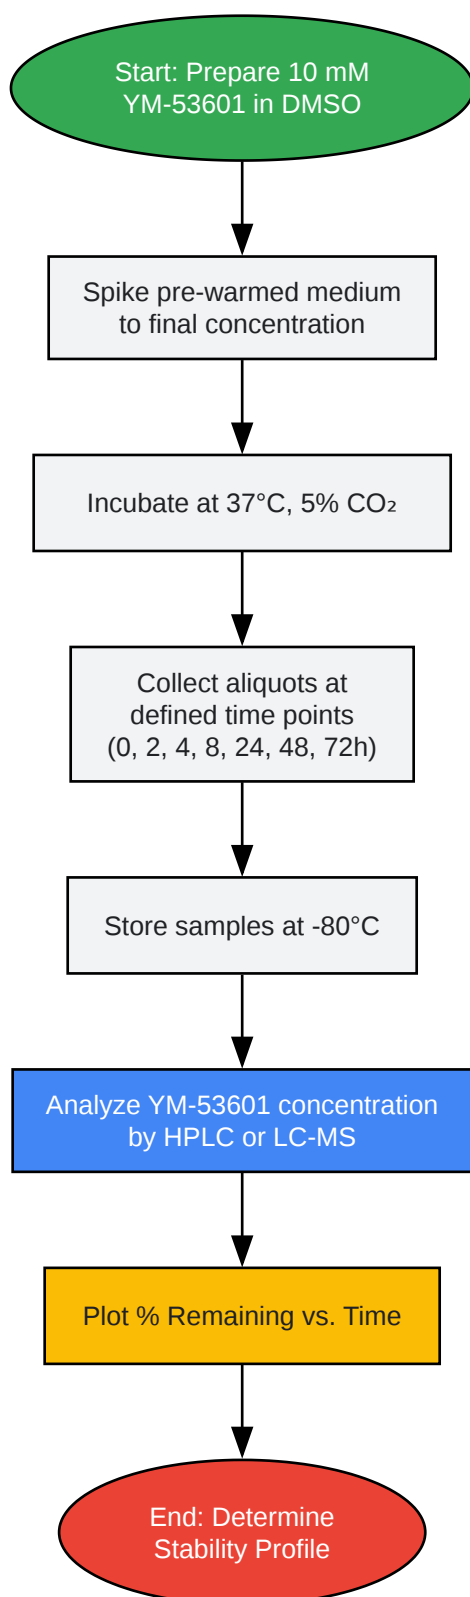 Start: Prepare 10 mM
YM-53601 in DMSO
Spike pre-warmed medium
to final concentration
Incubate at 37°C, 5% CO₂
Collect aliquots at
defined time points
(0, 2, 4, 8, 24, 48, 72h)
Store samples at -80°C
Analyze YM-53601 concentration
by HPLC or LC-MS
Plot % Remaining vs. Time
End: Determine
Stability Profile